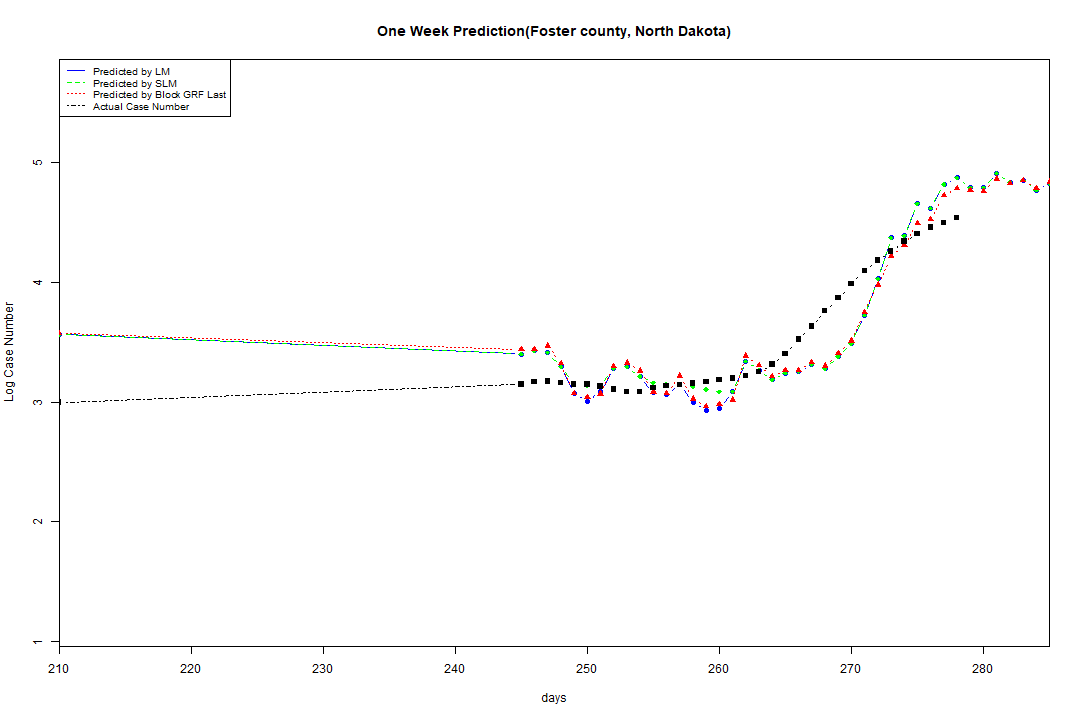 One Week Prediction(Foster county, North Dakota)
Predicted by LM
Predicted by SLM
Predicted by Block GRF Last
Actual Case Number
Log Case Number
5
4
3
2
1
210 220 230 240 250 260 270 280
days